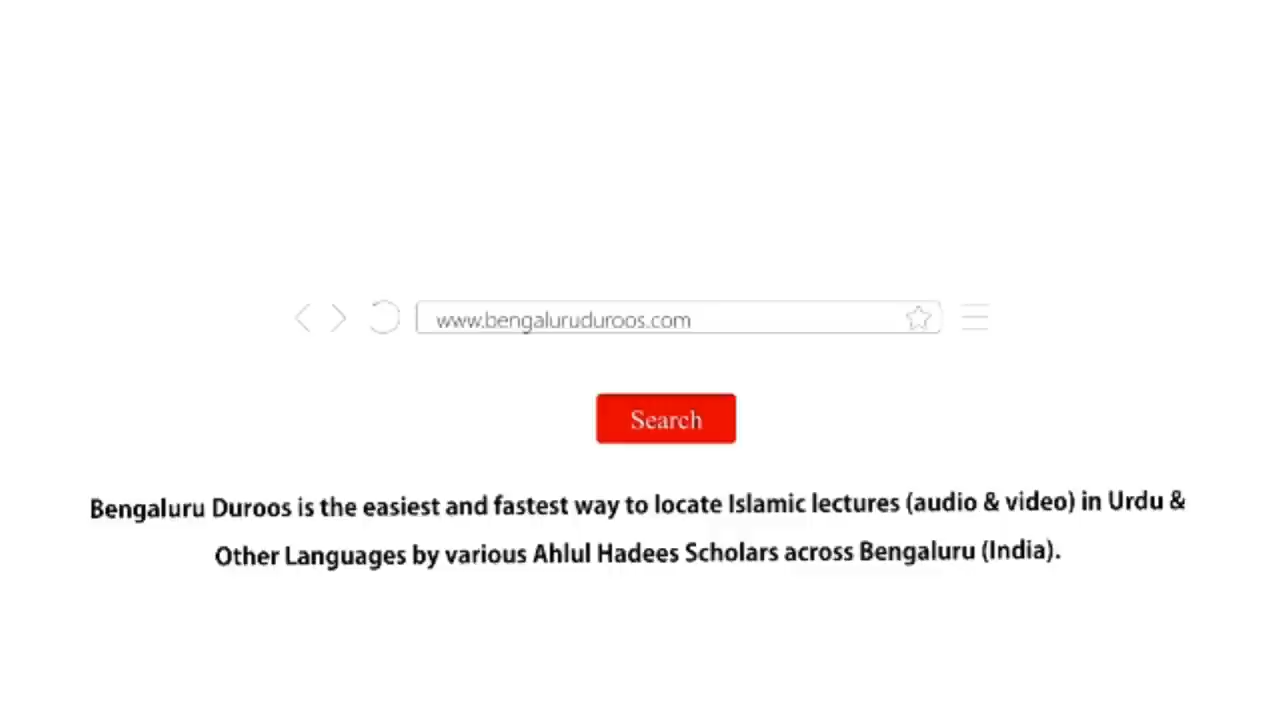 www.bengaluruduroos.com
Search
Bengaluru Duroos is the easiest and fastest way to locate Islamic lectures (audio & video) in Urdu &
Other Languages by various Ahlul Hadees Scholars across Bengaluru (India).